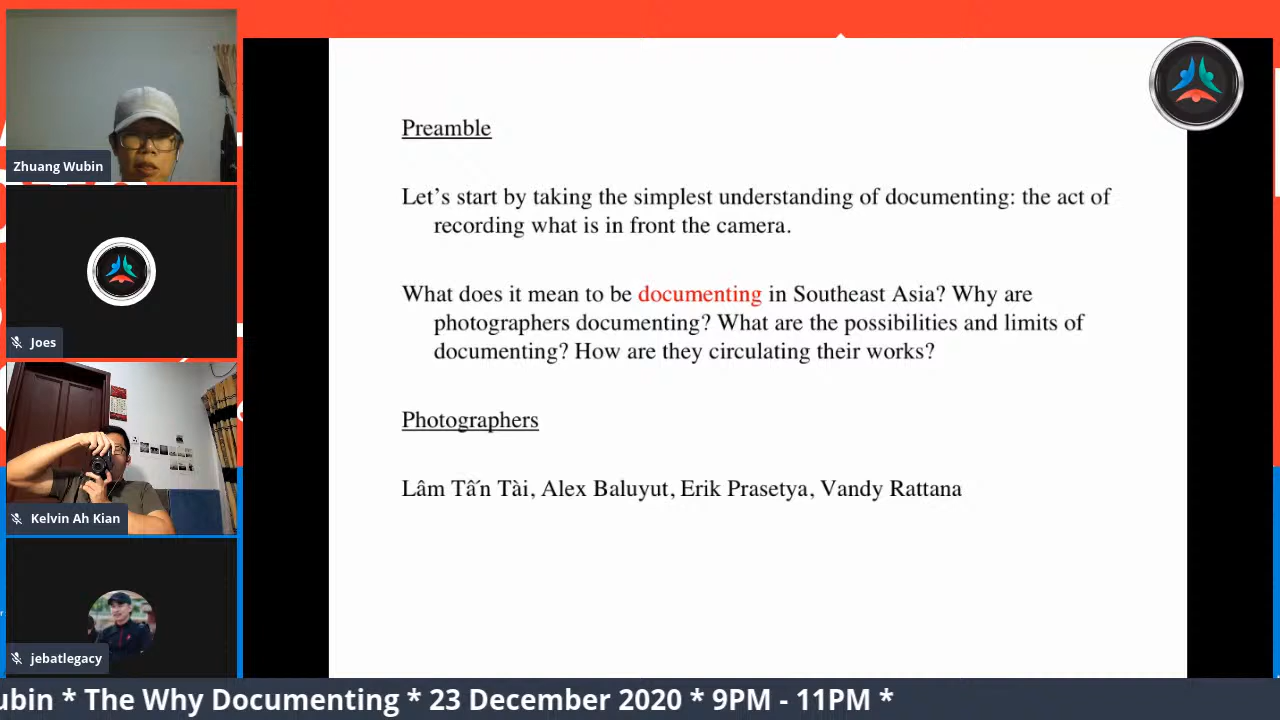 Preamble
Let’s start by taking the simplest understanding of documenting: the act of
recording what is in front the camera.
What does it mean to be documenting in Southeast Asia? Why are
photographers documenting? What are the possibilities and limits of
documenting? How are they circulating their works?
Photographers
Lâm Tấn Tài, Alex Baluyut, Erik Prasetya, Vandy Rattana
Zhuang Wubin
Joes
Kelvin Ah Kian
jebatlegacy
ubin * The Why Documenting * 23 December 2020 * 9PM - 11PM *